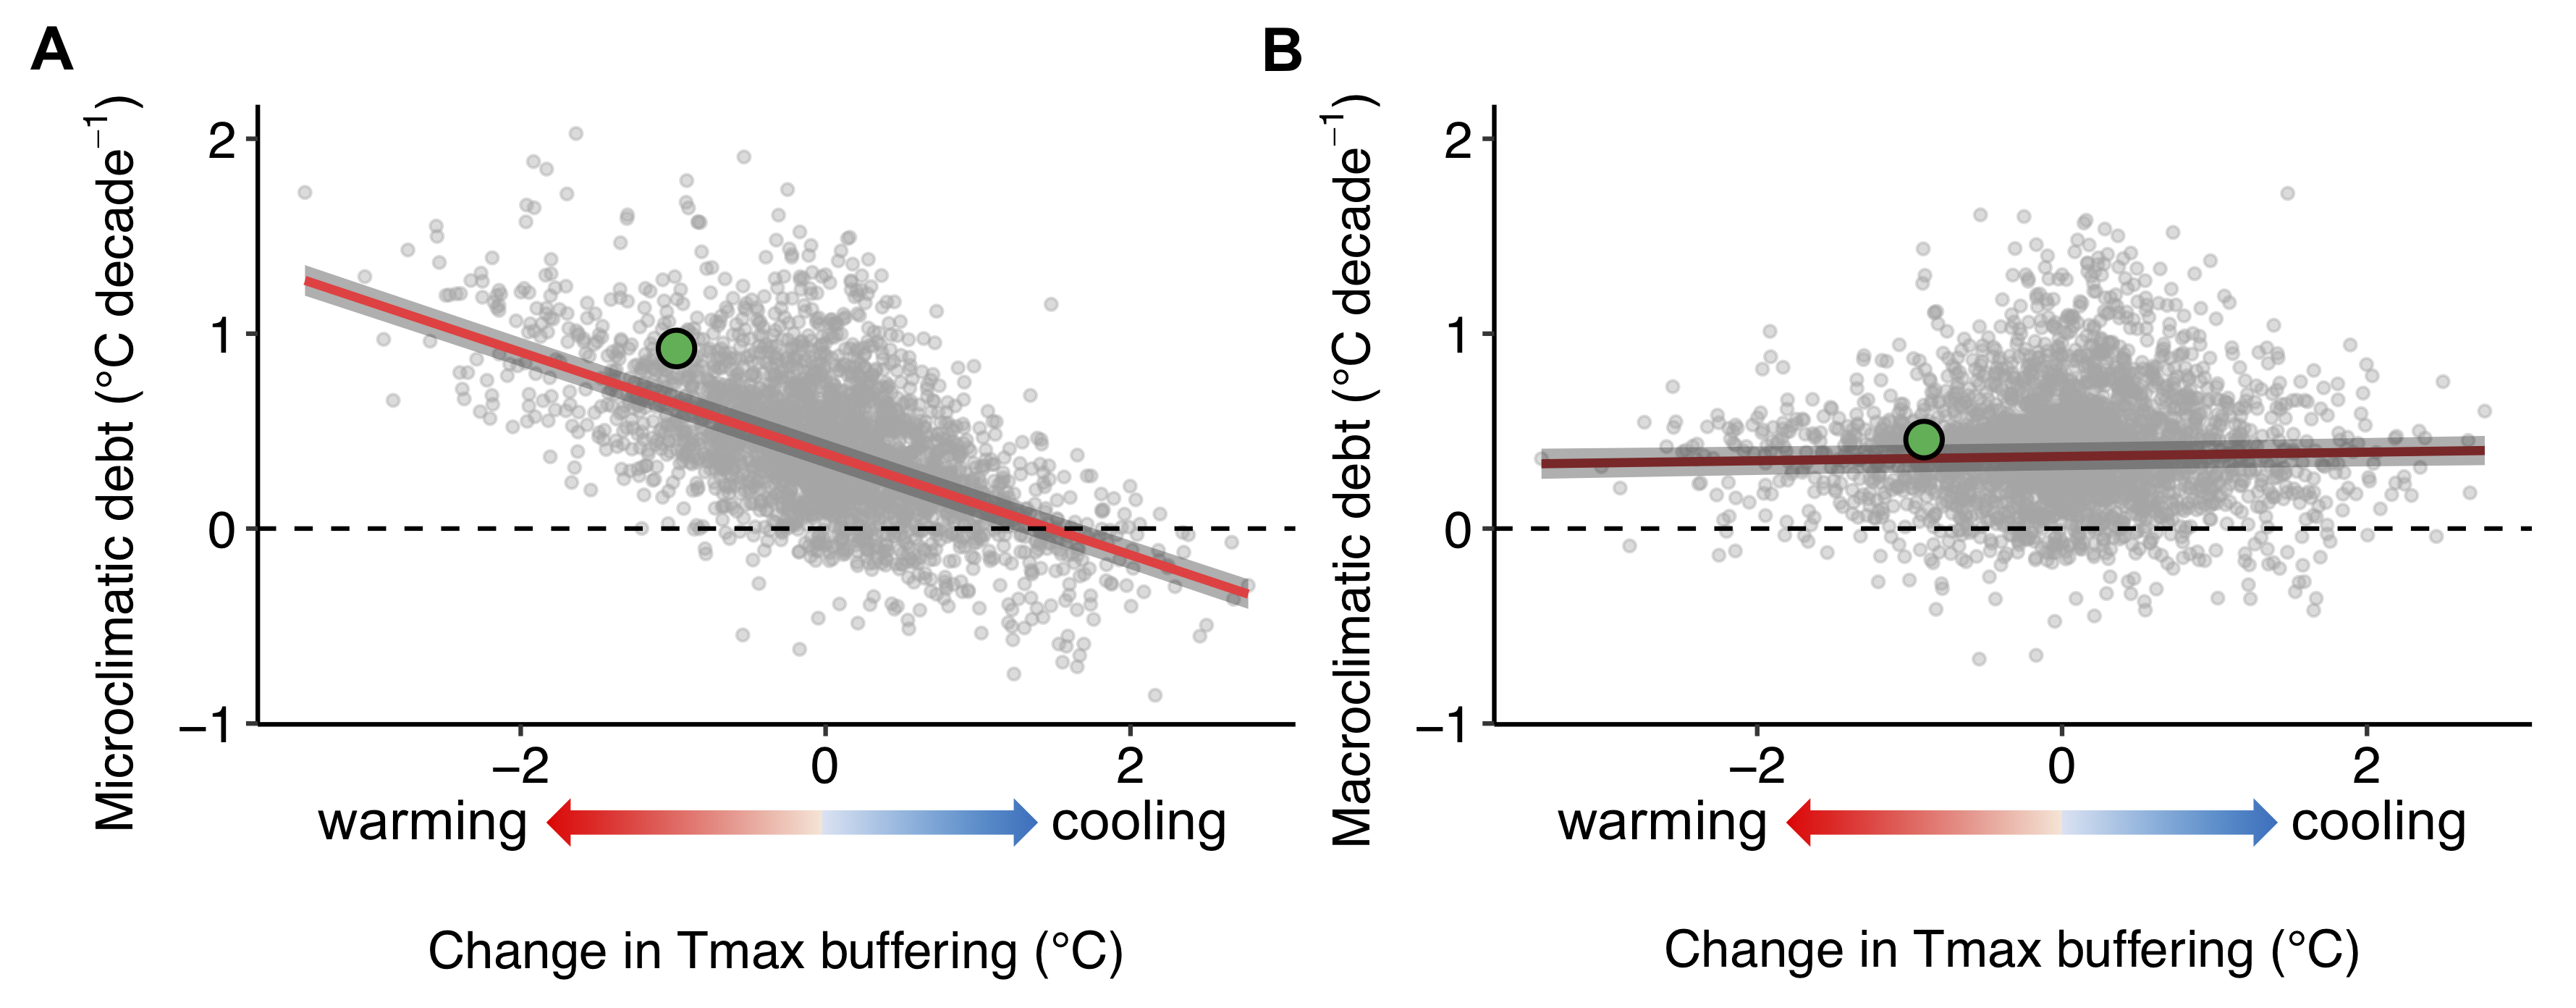 A
Microclimatic debt (°C decade⁻¹)
2
1
0
−1
−2
0
2
warming
cooling
Change in Tmax buffering (°C)
B
Macroclimatic debt (°C decade⁻¹)
2
1
0
−1
−2
0
2
warming
cooling
Change in Tmax buffering (°C)